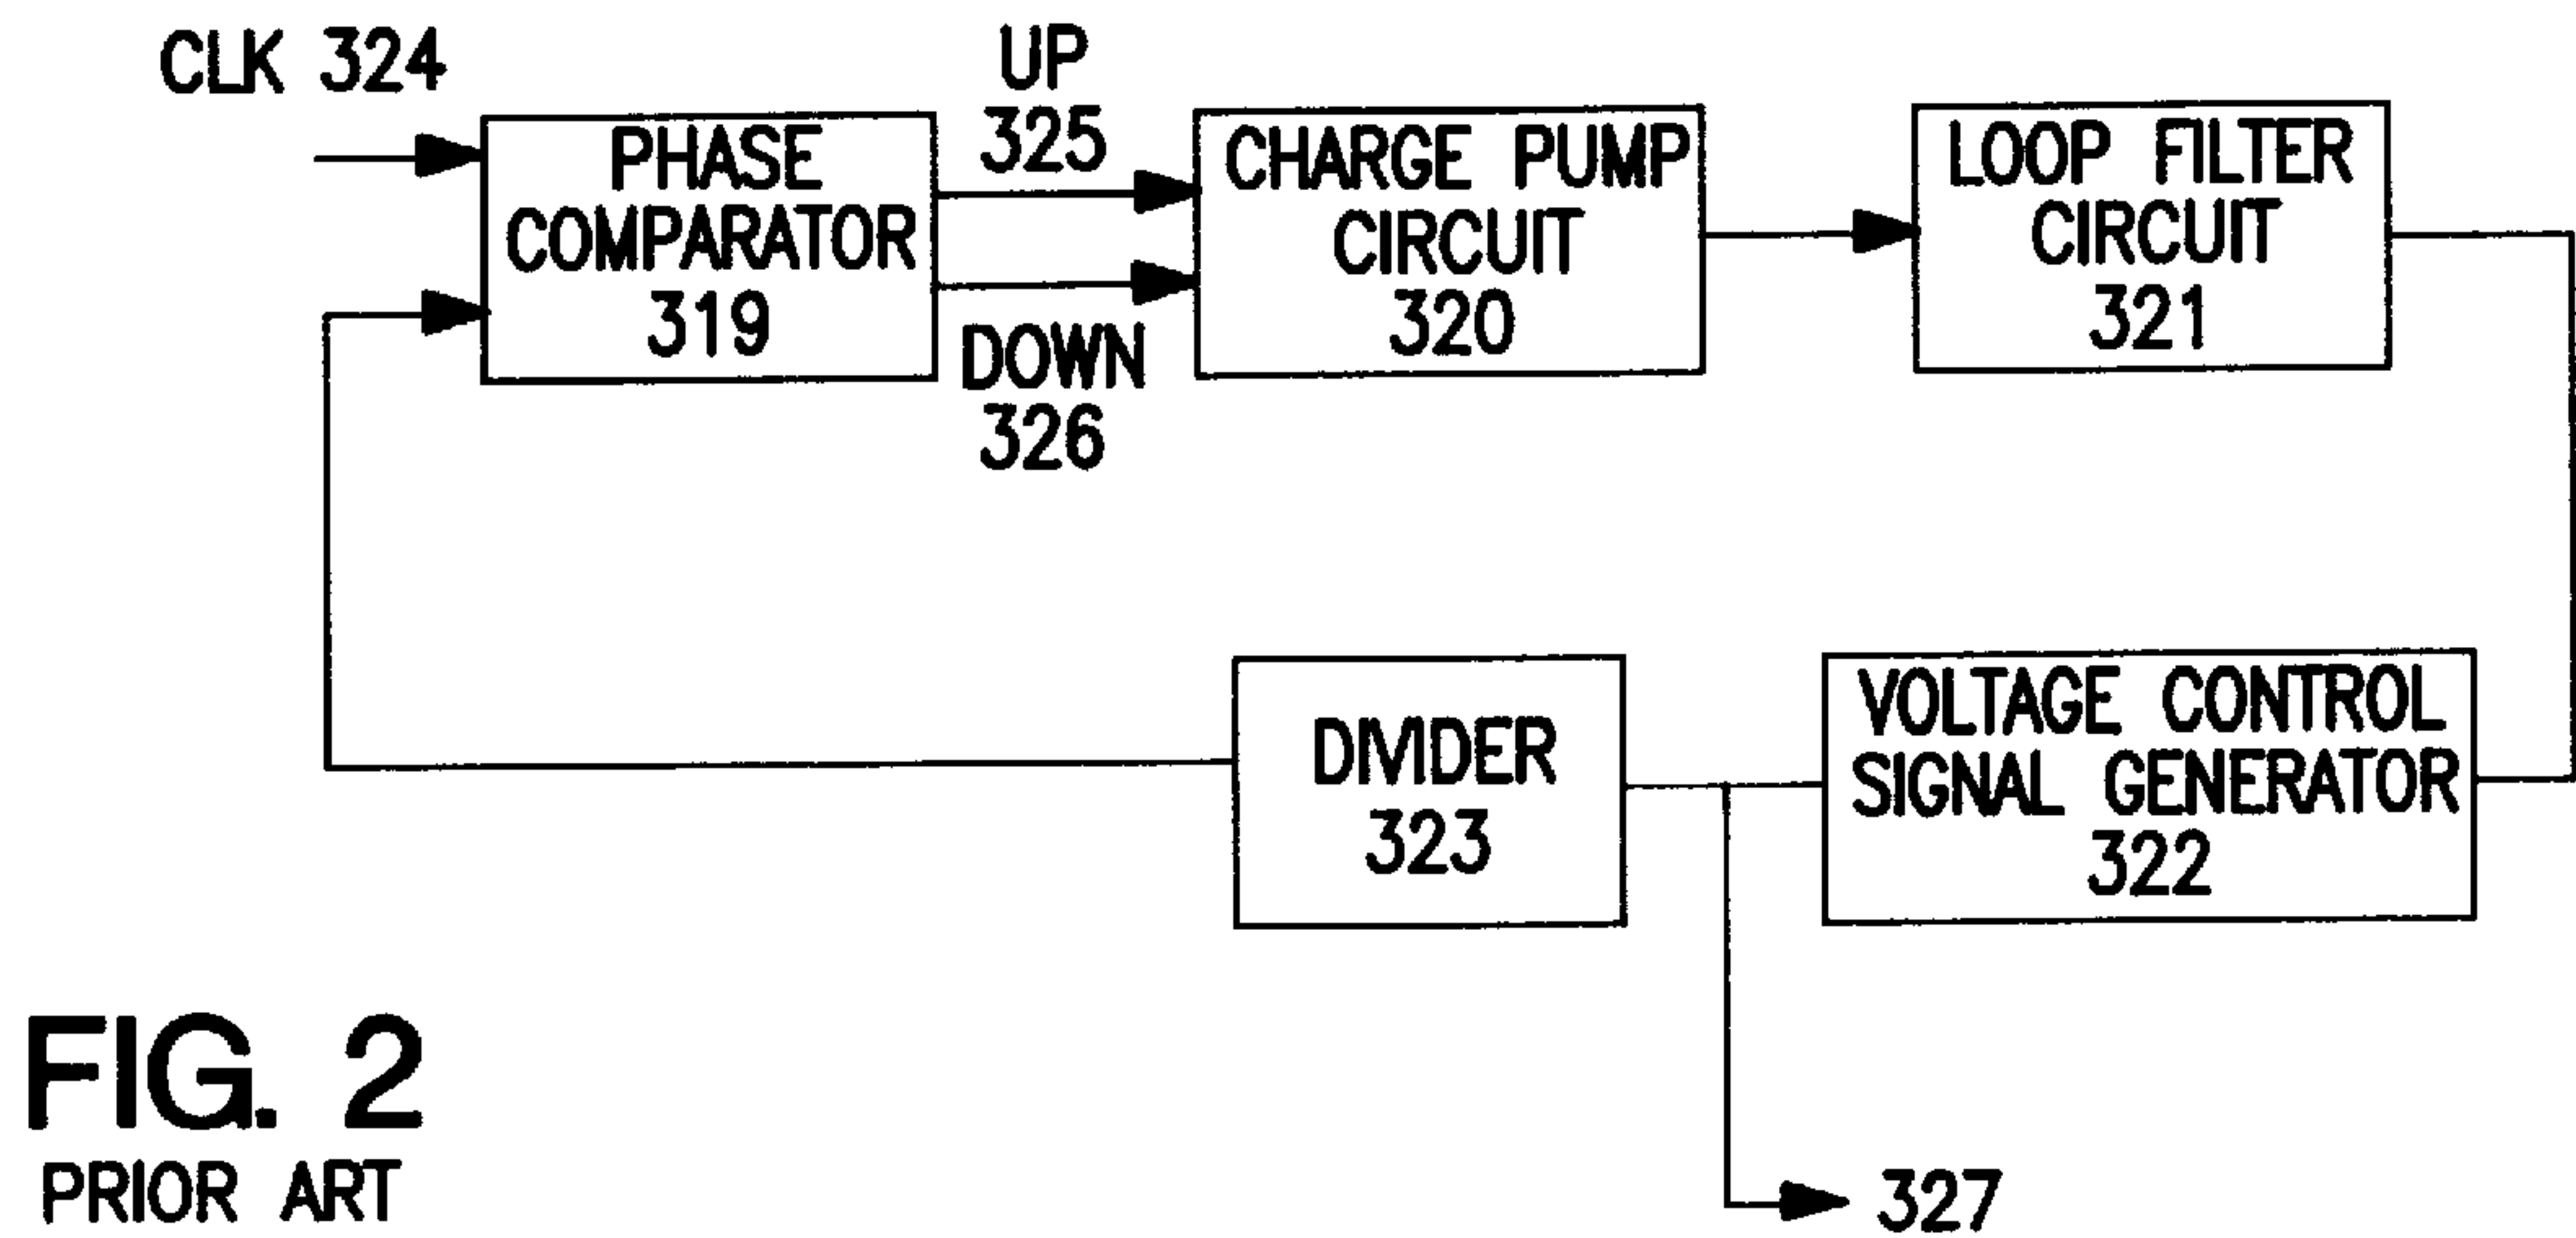 CLK 324
UP
325
PHASE
COMPARATOR
319
DOWN
326
CHARGE PUMP
CIRCUIT
320
LOOP FILTER
CIRCUIT
321
DIVIDER
323
VOLTAGE CONTROL
SIGNAL GENERATOR
322
327
FIG. 2
PRIOR ART